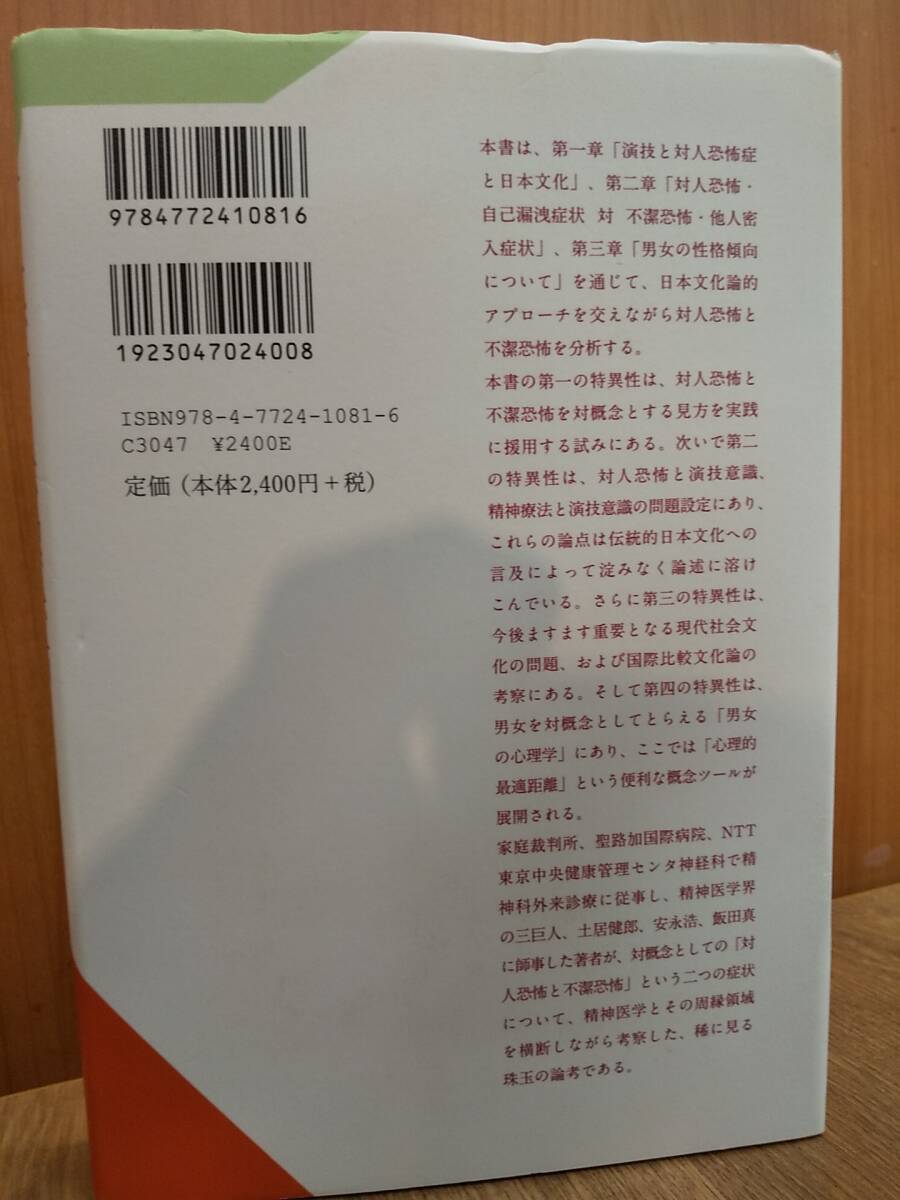 9784772410816
1923047024008
ISBN978-4-7724-1081-6
C3047 ¥2400E
定価（本体2,400円＋税）
本書は、第一章「演技と対人恐怖症
と日本文化」、第二章「対人恐怖・
自己漏洩症状 対 不潔恐怖・他人密
入症状」、第三章「男女の性格傾向
について」を通じて、日本文化論的
アプローチを交えながら対人恐怖と
不潔恐怖を分析する。
本書の第一の特異性は、対人恐怖と
不潔恐怖を対概念とする見方を実践
に援用する試みにある。次いで第二
の特異性は、対人恐怖と演技意識、
精神療法と演技意識の問題設定にあり、
これらの論点は伝統的日本文化への
言及によって淀みなく論述に溶け
こんでいる。さらに第三の特異性は、
今後ますます重要となる現代社会文
化の問題、および国際比較文化論の
考察にある。そして第四の特異性は、
男女を対概念としてとらえる「男女
の心理学」にあり、ここでは「心理的
最適距離」という便利な概念ツールが
展開される。
家庭裁判所、聖路加国際病院、NTT
東京中央健康管理センタ神経科で精
神科外来診療に従事し、精神医学界
の三巨人、土居健郎、安永浩、飯田真
に師事した著者が、対概念としての「対
人恐怖と不潔恐怖」という二つの症状
について、精神医学とその周縁領域
を横断しながら考察した、稀に見る
珠玉の論考である。